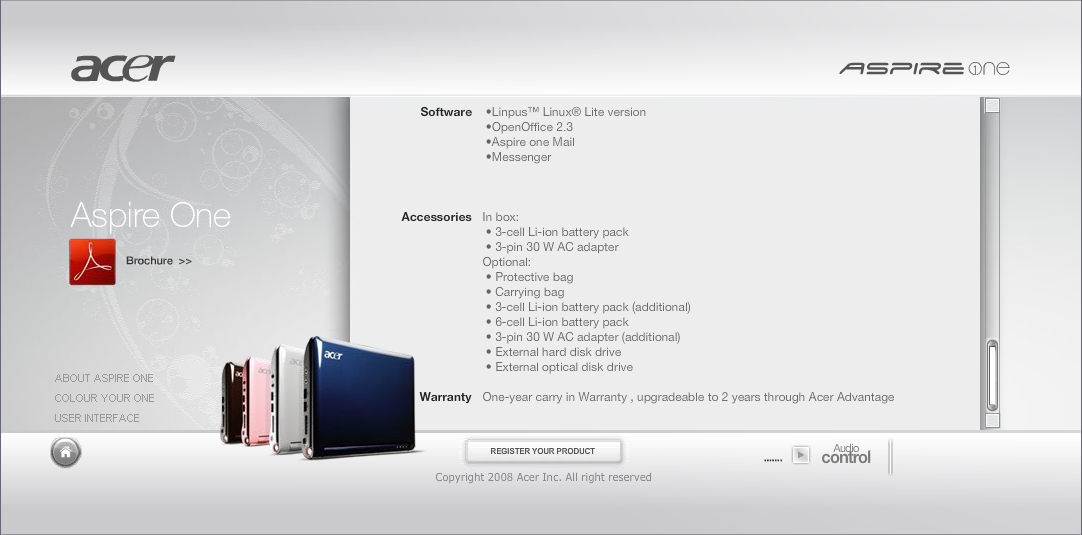 acer
ASPIRE one
Software •Linpus™ Linux® Lite version
•OpenOffice 2.3
•Aspire one Mail
•Messenger
Accessories In box:
• 3-cell Li-ion battery pack
• 3-pin 30 W AC adapter
Optional:
• Protective bag
• Carrying bag
• 3-cell Li-ion battery pack (additional)
• 6-cell Li-ion battery pack
• 3-pin 30 W AC adapter (additional)
• External hard disk drive
• External optical disk drive
Warranty One-year carry in Warranty , upgradeable to 2 years through Acer Advantage
Aspire One
Brochure >>
acer
acer
acer
acer
ABOUT ASPIRE ONE
COLOUR YOUR ONE
USER INTERFACE
REGISTER YOUR PRODUCT
Audio
control
Copyright 2008 Acer Inc. All right reserved